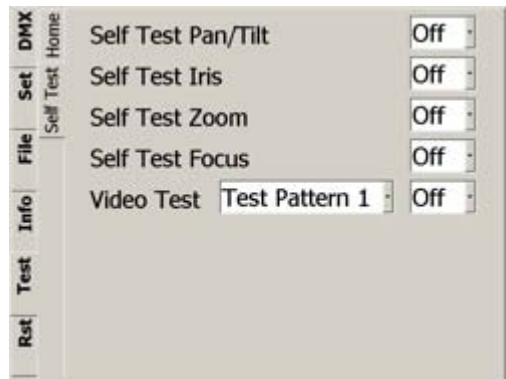 DMX
Set
File
Info
Test
Rst
Self Test Home
Self Test Pan/Tilt Off
Self Test Iris Off
Self Test Zoom Off
Self Test Focus Off
Video Test Test Pattern 1 Off